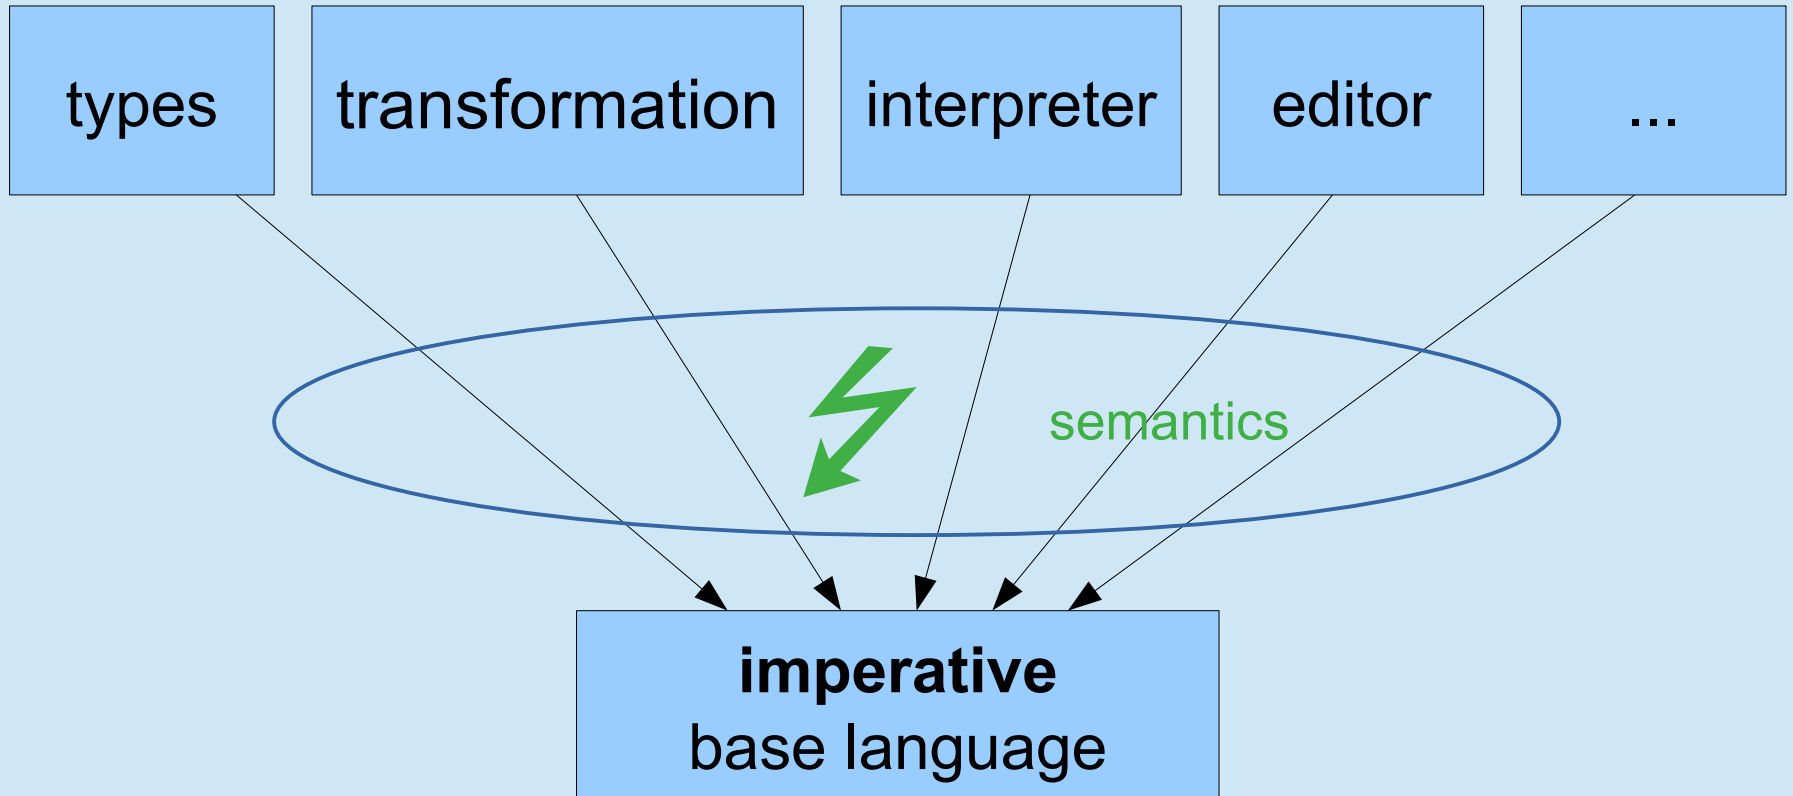 types
transformation
interpreter
editor
...
semantics
imperative
base language